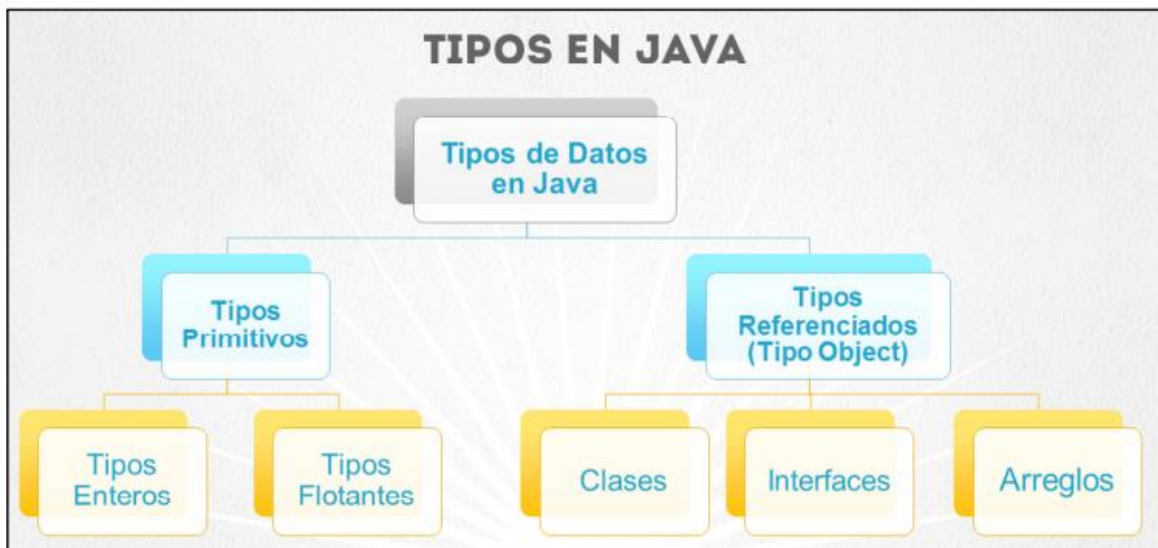 TIPOS EN JAVA
Tipos de Datos
en Java
Tipos
Primitivos
Tipos
Referenciados
(Tipo Object)
Tipos
Enteros
Tipos
Flotantes
Clases
Interfaces
Arreglos